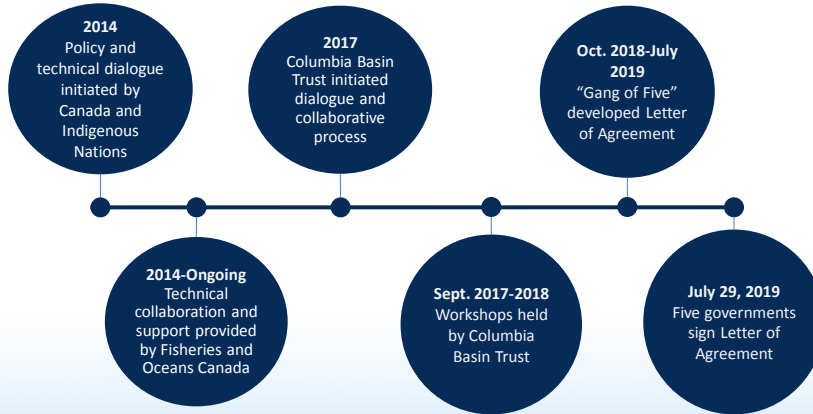 2014
Policy and
technical dialogue
initiated by
Canada and
Indigenous
Nations
2014-Ongoing
Technical
collaboration and
support provided
by Fisheries and
Oceans Canada
2017
Columbia Basin
Trust initiated
dialogue and
collaborative
process
Sept. 2017-2018
Workshops held
by Columbia
Basin Trust
Oct. 2018-July
2019
“Gang of Five”
developed Letter
of Agreement
July 29, 2019
Five governments
sign Letter of
Agreement